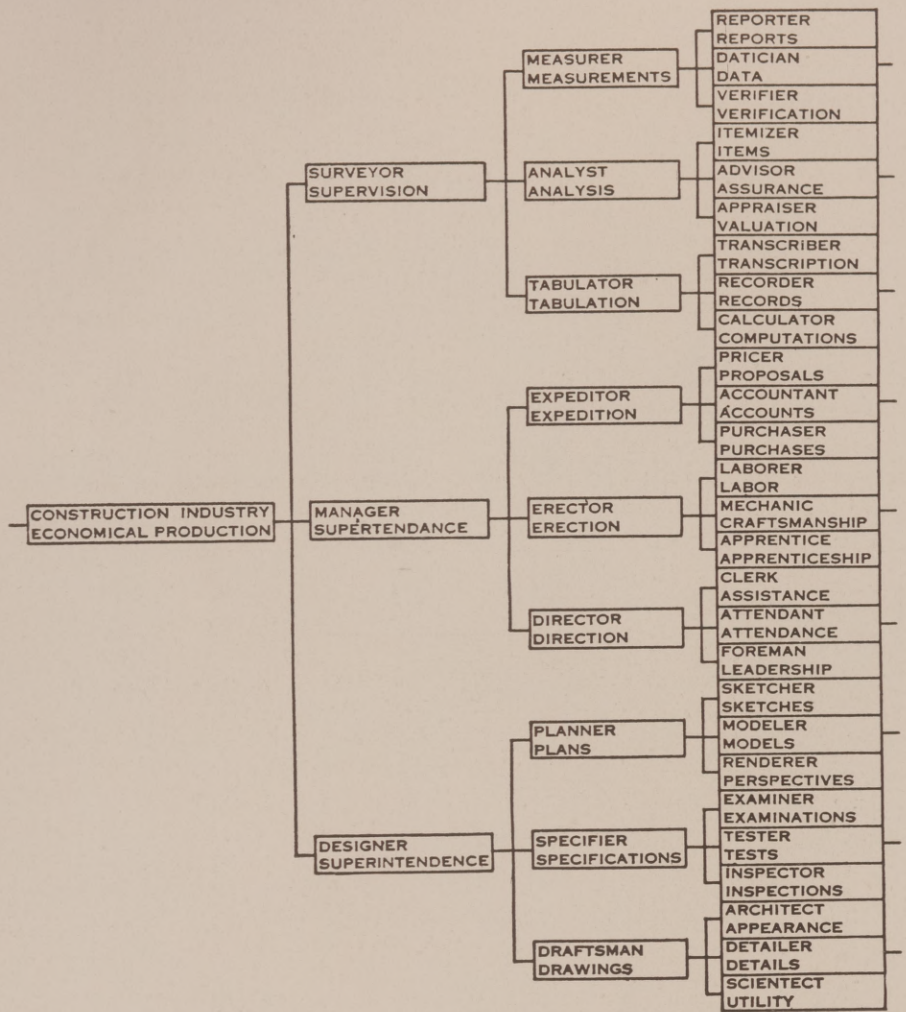 CONSTRUCTION INDUSTRY
ECONOMICAL PRODUCTION
SURVEYOR
SUPERVISION
MEASURER
MEASUREMENTS
REPORTER
REPORTS
DATICIAN
DATA
VERIFIER
VERIFICATION
ANALYST
ANALYSIS
ITEMIZER
ITEMS
ADVISOR
ASSURANCE
APPRAISER
VALUATION
TABULATOR
TABULATION
TRANSCRIBER
TRANSCRIPTION
RECORDER
RECORDS
CALCULATOR
COMPUTATIONS
MANAGER
SUPERTENDANCE
EXPEDITOR
EXPEDITION
PRICER
PROPOSALS
ACCOUNTANT
ACCOUNTS
PURCHASER
PURCHASES
ERECTOR
ERECTION
LABORER
LABOR
MECHANIC
CRAFTSMANSHIP
APPRENTICE
APPRENTICESHIP
DIRECTOR
DIRECTION
CLERK
ASSISTANCE
ATTENDANT
ATTENDANCE
FOREMAN
LEADERSHIP
DESIGNER
SUPERINTENDENCE
PLANNER
PLANS
SKETCHER
SKETCHES
MODELER
MODELS
RENDERER
PERSPECTIVES
SPECIFIER
SPECIFICATIONS
EXAMINER
EXAMINATIONS
TESTER
TESTS
INSPECTOR
INSPECTIONS
DRAFTSMAN
DRAWINGS
ARCHITECT
APPEARANCE
DETAILER
DETAILS
SCIENTECT
UTILITY